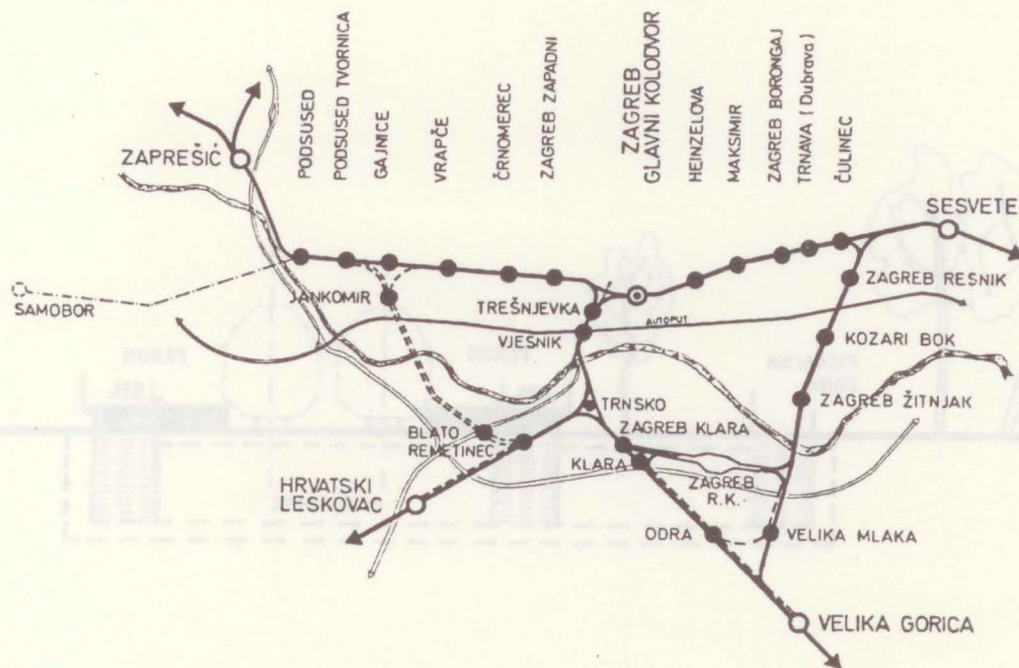 PODSUSED
PODSUSED TVORNICA
GAJNICE
VRAPČE
ČRNOMEREC
ZAGREB ZAPADNI
ZAGREB
GLAVNI KOLODVOR
HEINZELOVA
MAKSIMIR
ZAGREB BORONGAJ
TRNAVA ( Dubrava)
ČULINEC
ZAPREŠIĆ
SESVETE
SAMOBOR
JANKOMIR
TREŠNJEVKA
ZAGREB RESNIK
VJESNIK
AUTOPUT
KOZARI BOK
TRNSKO
ZAGREB ŽITNJAK
BLATO
REMETINEC
ZAGREB KLARA
KLARA
ZAGREB
R.K.
HRVATSKI
LESKOVAC
ODRA
VELIKA MLAKA
VELIKA GORICA